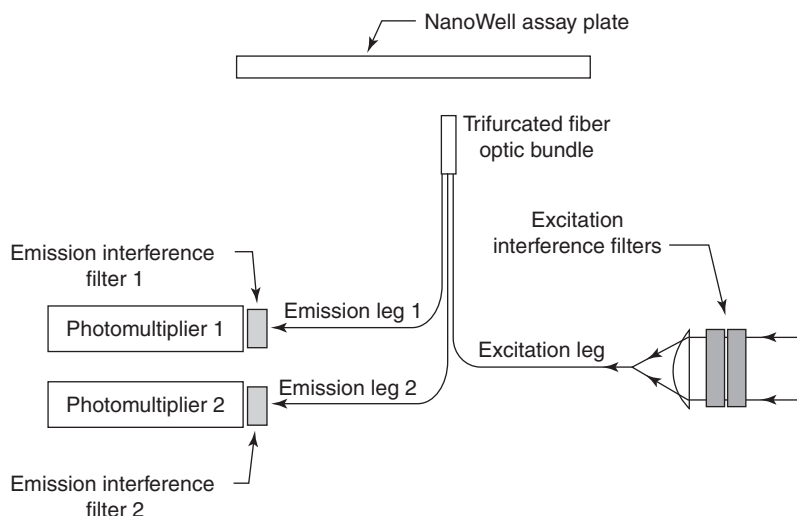 NanoWell assay plate
Trifurcated fiber
optic bundle
Excitation
interference filters
Emission interference
filter 1
Emission leg 1
Photomultiplier 1
Excitation leg
Emission leg 2
Photomultiplier 2
Emission interference
filter 2